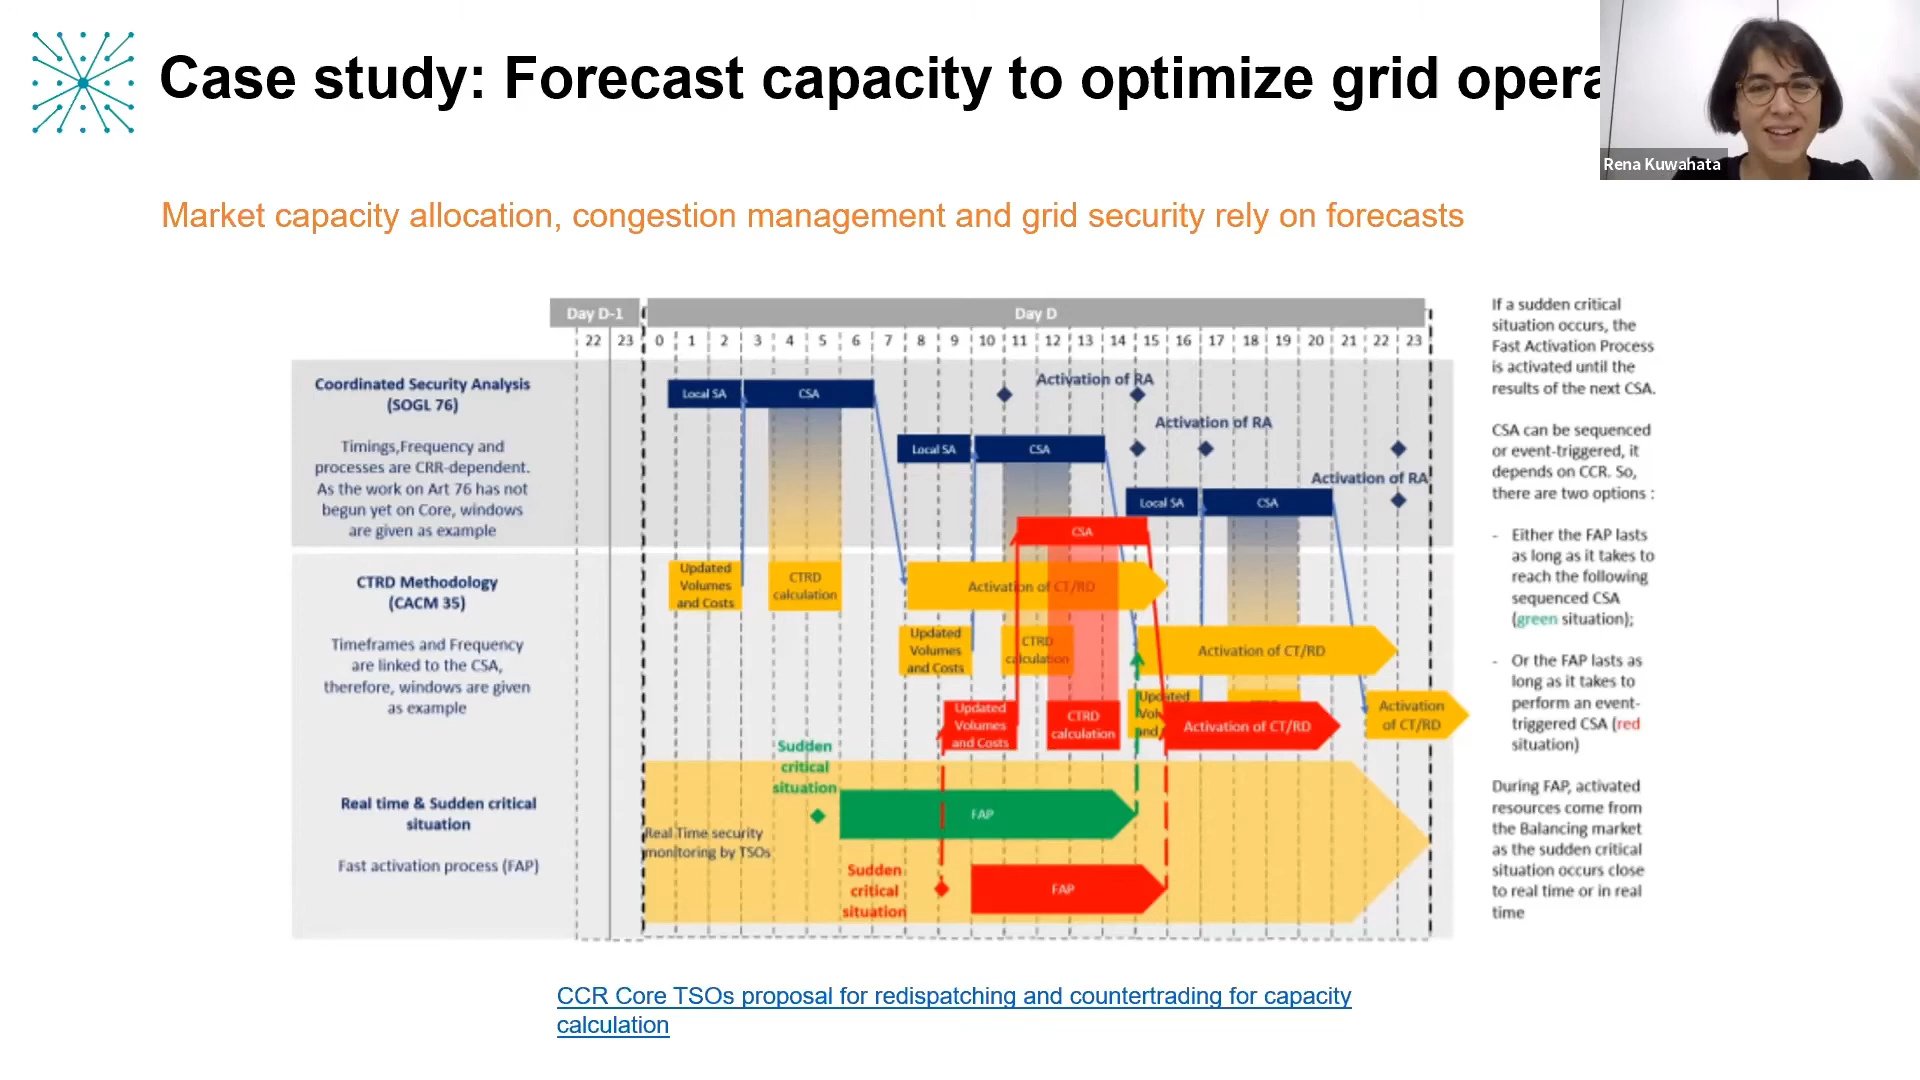 Case study: Forecast capacity to optimize grid opera
Rena Kuwahata
Market capacity allocation, congestion management and grid security rely on forecasts
Day D-1
Day D
22 23 0 1 2 3 4 5 6 7 8 9 10 11 12 13 14 15 16 17 18 19 20 21 22 23
Coordinated Security Analysis
(SOGL 76)
Timings,Frequency and
processes are CRR-dependent.
As the work on Art 76 has not
begun yet on Core, windows
are given as example
Local SA
CSA
Activation of RA
Local SA
CSA
Activation of RA
Local SA
CSA
Activation of RA
CSA
CTRD Methodology
(CACM 35)
Timeframes and Frequency
are linked to the CSA,
therefore, windows are given
as example
Updated
Volumes
and Costs
CTRD
calculation
Activation of CT/RD
Updated
Volumes
and Costs
CTRD
calculation
Activation of CT/RD
Updated
Volumes
and Costs
CTRD
calculation
Updated
Activation of CT/RD
Activation
of CT/RD
Real time & Sudden critical
situation
Fast activation process (FAP)
Real Time security
monitoring by TSOs
Sudden
critical
situation
FAP
Sudden
critical
situation
FAP
If a sudden critical
situation occurs, the
Fast Activation Process
is activated until the
results of the next CSA.
CSA can be sequenced
or event-triggered, it
depends on CCR. So,
there are two options :
- Either the FAP lasts
as long as it takes to
reach the following
sequenced CSA
(green situation);
- Or the FAP lasts as
long as it takes to
perform an event-
triggered CSA (red
situation)
During FAP, activated
resources come from
the Balancing market
as the sudden critical
situation occurs close
to real time or in real
time
CCR Core TSOs proposal for redispatching and countertrading for capacity
calculation